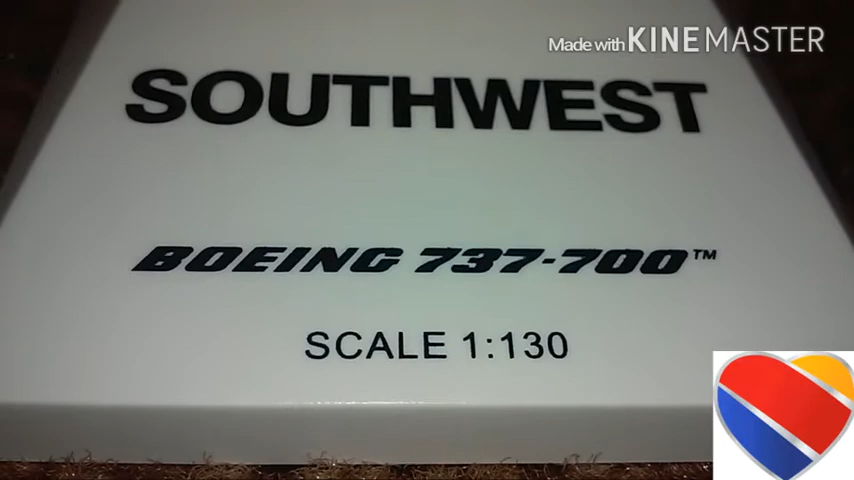 Made with KINEMASTER
SOUTHWEST
BOEING 737-700™
SCALE 1:130